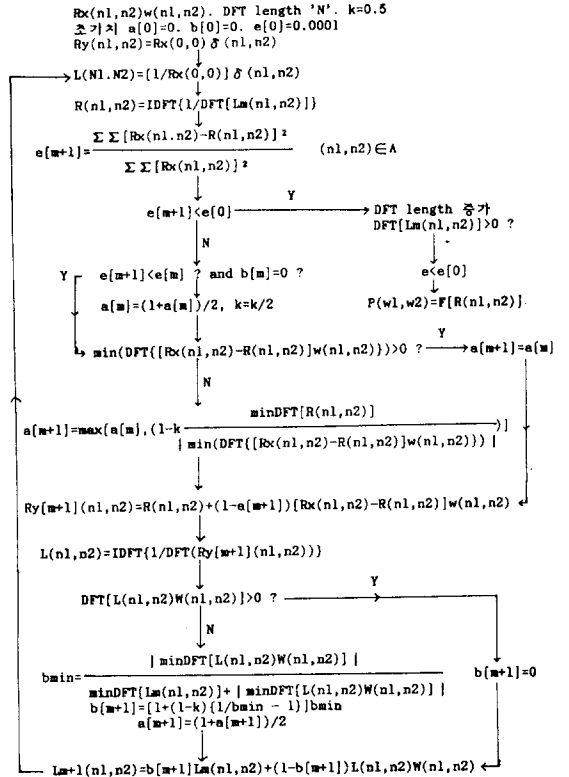 Rx(n1,n2)w(n1,n2). DFT length 'N'. k=0.5
초기치 a[0]=0. b[0]=0. e[0]=0.0001
Ry(n1,n2)=Rx(0,0)δ(n1,n2)
L(N1.N2)=[1/Rx(0,0)]δ(n1,n2)
R(n1,n2)=IDFT{1/DFT[Lm(n1,n2)]}
ΣΣ[Rx(n1.n2)-R(n1,n2)]²
e[m+1]= (n1,n2)∈A
ΣΣ[Rx(n1,n2)]²
Y
e[m+1]<e[0] DFT length 증가
DFT[Lm(n1,n2)]>0 ?
N
Y e[m+1]<e[m] ? and b[m]=0 ? e<e[0]
a[m]=(1+a[m])/2, k=k/2 P(w1,w2)=F[R(n1,n2)]
Y
min(DFT{[Rx(n1,n2)-R(n1,n2)]w(n1,n2)})>0 ? a[m+1]=a[m]
N
minDFT[R(n1,n2)]
a[m+1]=max[a[m],(1-k )]
| min(DFT{[Rx(n1,n2)-R(n1,n2)]w(n1,n2)}) |
Ry[m+1](n1,n2)=R(n1,n2)+(1-a[m+1])[Rx(n1,n2)-R(n1,n2)]w(n1,n2)
L(n1,n2)=IDFT{1/DFT(Ry[m+1](n1,n2))}
Y
DFT[L(n1,n2)W(n1,n2)]>0 ?
N
| minDFT[L(n1,n2)W(n1,n2)] |
bmin= b[m+1]=0
minDFT[Lm(n1,n2)]+| minDFT[L(n1,n2)W(n1,n2)] |
b[m+1]=[1+(1-k){1/bmin - 1}]bmin
a[m+1]=(1+a[m+1])/2
Lm+1(n1,n2)=b[m+1]Lm(n1,n2)+(1-b[m+1])L(n1,n2)W(n1,n2)